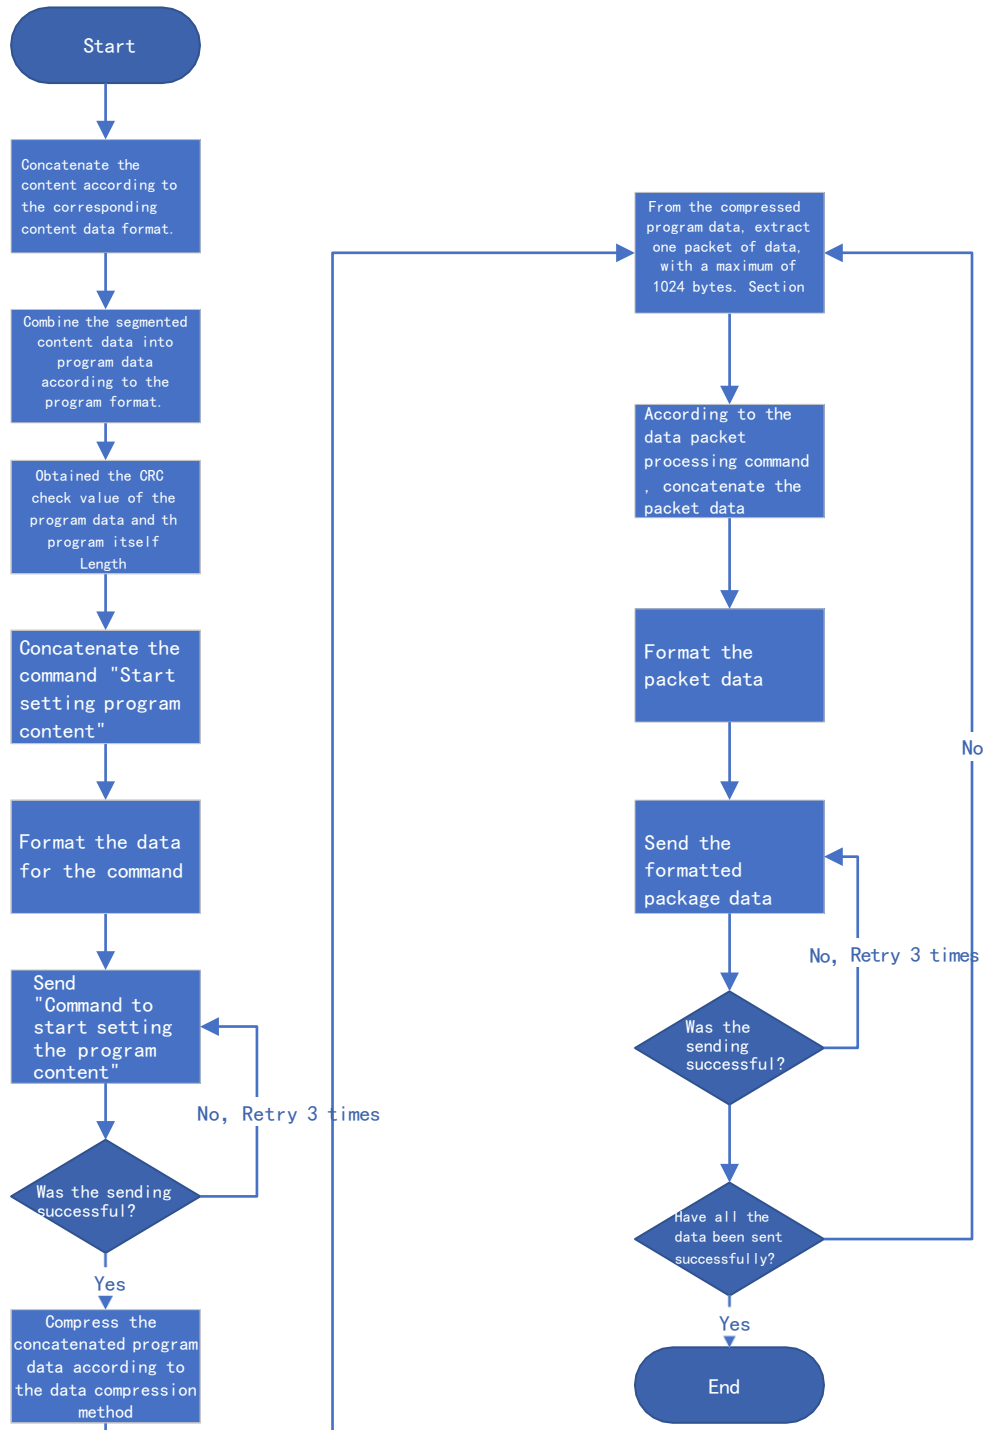 Start
Concatenate the
content according to
the corresponding
content data format.
Combine the segmented
content data into
program data
according to the
program format.
Obtained the CRC
check value of the
program data and th
program itself
Length
Concatenate the
command "Start
setting program
content"
Format the data
for the command
Send
"Command to
start setting
the program
content"
No, Retry 3 times
Was the sending
successful?
Yes
Compress the
concatenated program
data according to
the data compression
method
From the compressed
program data, extract
one packet of data,
with a maximum of
1024 bytes. Section
According to the
data packet
processing command
, concatenate the
packet data
Format the
packet data
No
Send the
formatted
package data
No, Retry 3 times
Was the
sending
successful?
Have all the
data been sent
successfully?
Yes
End